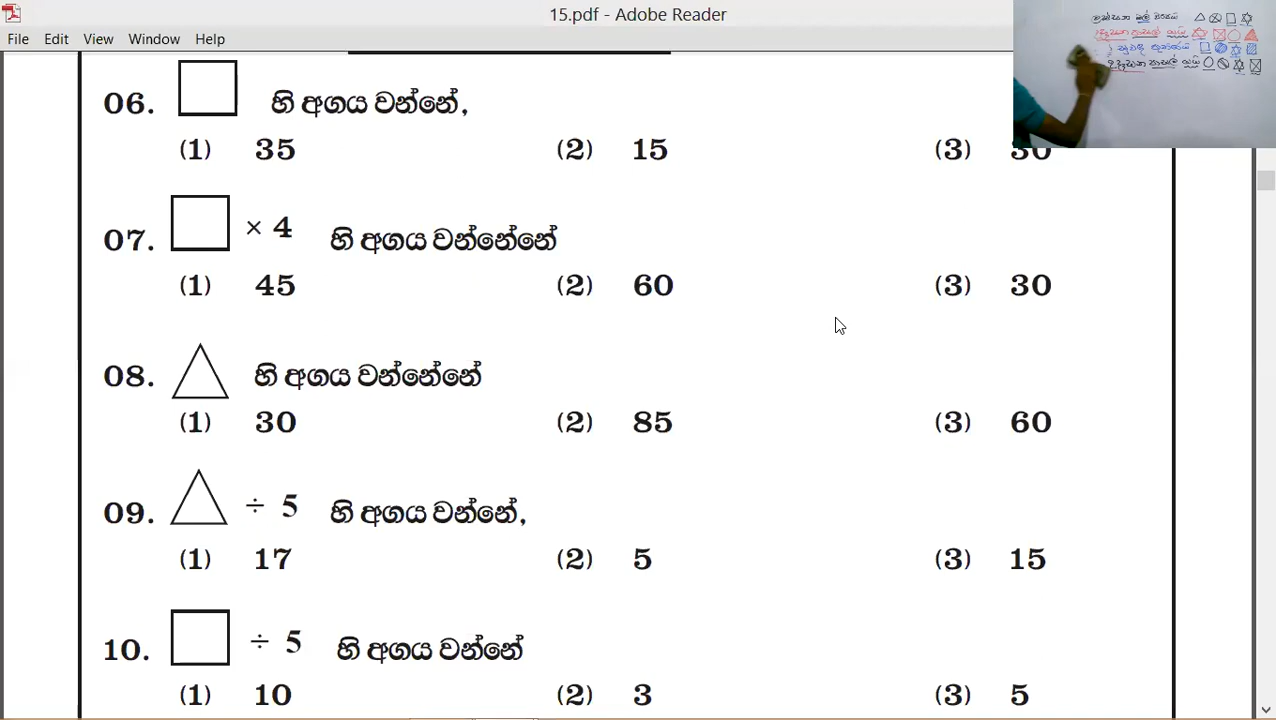 15.pdf - Adobe Reader
File Edit View Window Help
06. හි අගය වන්නේ,
(1) 35 (2) 15 (3) 30
07. × 4 හි අගය වන්නේනේ
(1) 45 (2) 60 (3) 30
08. හි අගය වන්නේනේ
(1) 30 (2) 85 (3) 60
09. ÷ 5 හි අගය වන්නේ,
(1) 17 (2) 5 (3) 15
10. ÷ 5 හි අගය වන්නේ
(1) 10 (2) 3 (3) 5